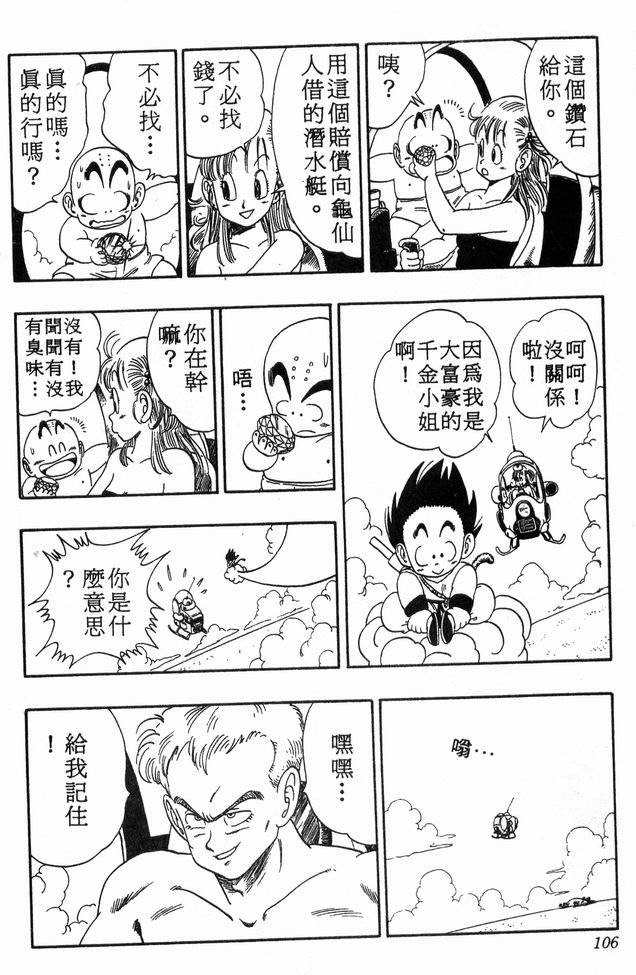 這個鑽石
給你。
咦？
用這個賠償向龜仙
人借的潛水艇。
不必找
錢了。
不必找…
真的嗎…
真的行嗎？
呵呵！
沒關係
啦！
因爲我是
大富豪的
千金小姐
啊！
唔…
你在幹
嘛？
沒有！我
聞聞有沒
有臭味…
你是什
麼意思
？
嗡…
嘿嘿…
給我記住
！
106